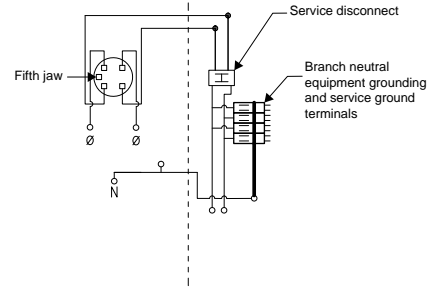 Service disconnect
Fifth jaw
Branch neutral
equipment grounding
and service ground
terminals
Ø Ø
N